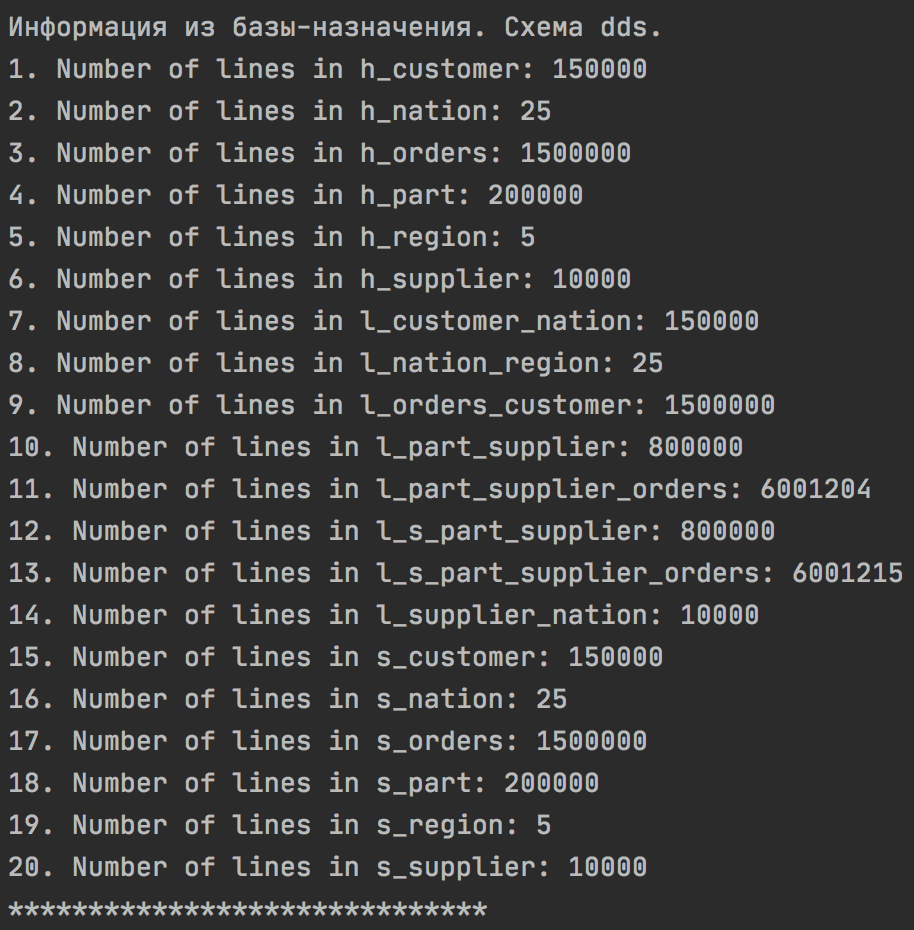 Информация из базы-назначения. Схема dds.
1. Number of lines in h_customer: 150000
2. Number of lines in h_nation: 25
3. Number of lines in h_orders: 1500000
4. Number of lines in h_part: 200000
5. Number of lines in h_region: 5
6. Number of lines in h_supplier: 10000
7. Number of lines in l_customer_nation: 150000
8. Number of lines in l_nation_region: 25
9. Number of lines in l_orders_customer: 1500000
10. Number of lines in l_part_supplier: 800000
11. Number of lines in l_part_supplier_orders: 6001204
12. Number of lines in l_s_part_supplier: 800000
13. Number of lines in l_s_part_supplier_orders: 6001215
14. Number of lines in l_supplier_nation: 10000
15. Number of lines in s_customer: 150000
16. Number of lines in s_nation: 25
17. Number of lines in s_orders: 1500000
18. Number of lines in s_part: 200000
19. Number of lines in s_region: 5
20. Number of lines in s_supplier: 10000
******************************